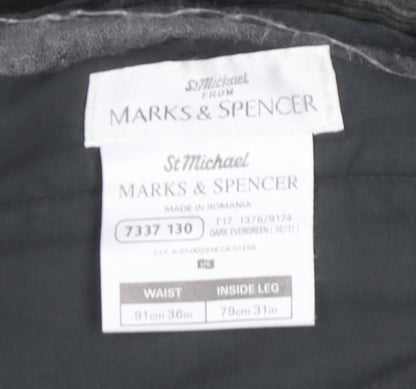 St Michael
FROM
MARKS & SPENCER
St Michael
MARKS & SPENCER
MADE IN ROMANIA
7337 130
T17 1378/9174
DARK EVERGREEN ( 36/31 )
WAIST INSIDE LEG
91cm 36in 79cm 31in